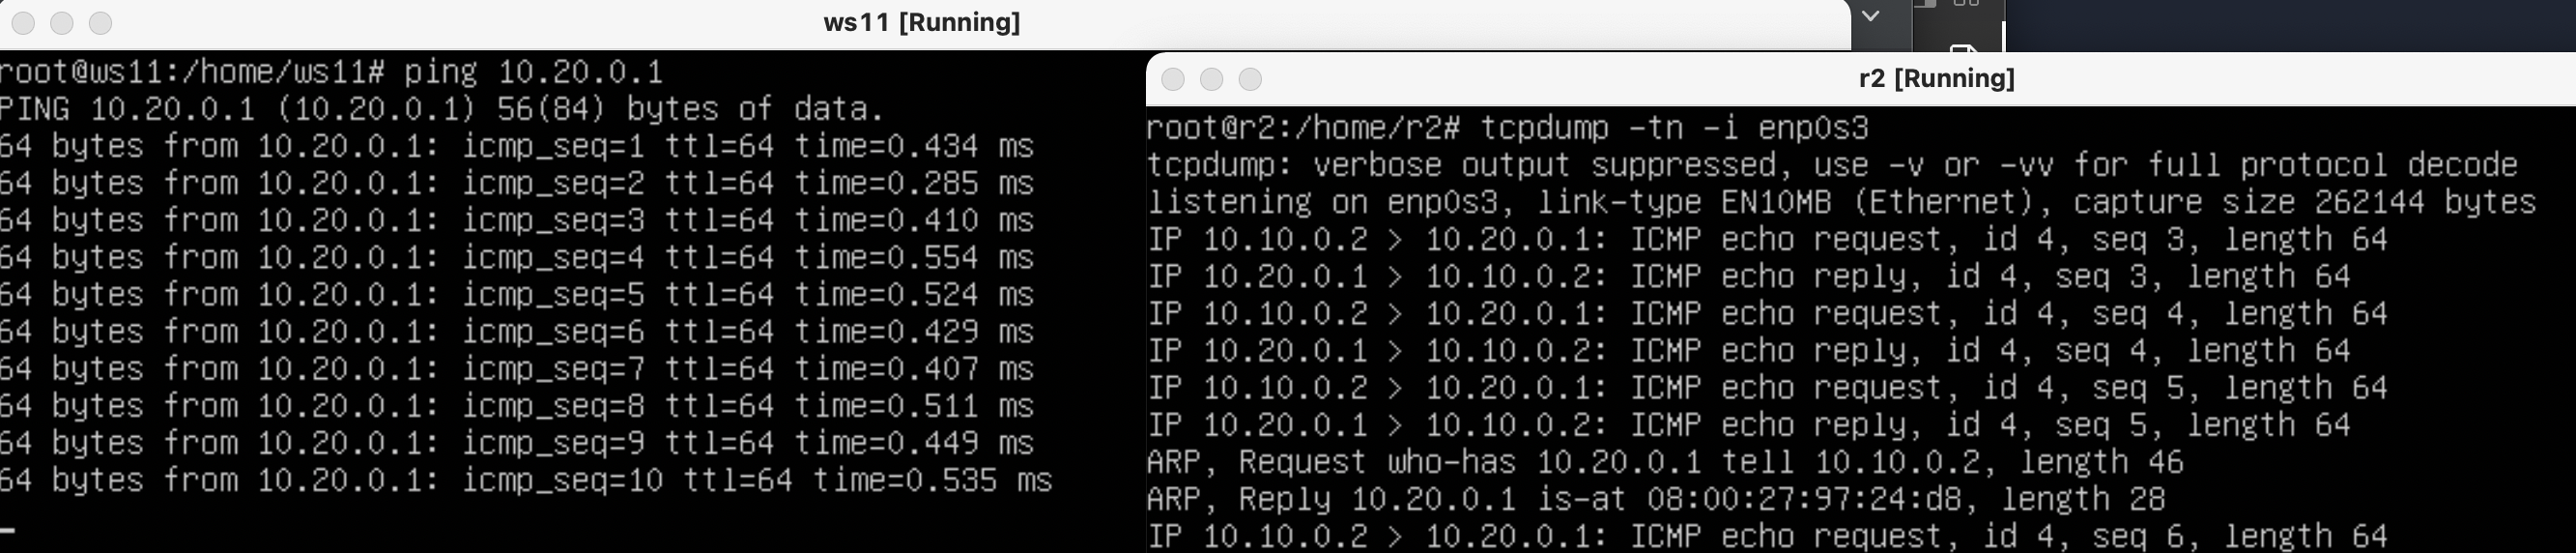 ws11 [Running]
root@ws11:/home/ws11# ping 10.20.0.1
PING 10.20.0.1 (10.20.0.1) 56(84) bytes of data.
64 bytes from 10.20.0.1: icmp_seq=1 ttl=64 time=0.434 ms
64 bytes from 10.20.0.1: icmp_seq=2 ttl=64 time=0.285 ms
64 bytes from 10.20.0.1: icmp_seq=3 ttl=64 time=0.410 ms
64 bytes from 10.20.0.1: icmp_seq=4 ttl=64 time=0.554 ms
64 bytes from 10.20.0.1: icmp_seq=5 ttl=64 time=0.524 ms
64 bytes from 10.20.0.1: icmp_seq=6 ttl=64 time=0.429 ms
64 bytes from 10.20.0.1: icmp_seq=7 ttl=64 time=0.407 ms
64 bytes from 10.20.0.1: icmp_seq=8 ttl=64 time=0.511 ms
64 bytes from 10.20.0.1: icmp_seq=9 ttl=64 time=0.449 ms
64 bytes from 10.20.0.1: icmp_seq=10 ttl=64 time=0.535 ms
r2 [Running]
root@r2:/home/r2# tcpdump -tn -i enp0s3
tcpdump: verbose output suppressed, use -v or -vv for full protocol decode
listening on enp0s3, link-type EN10MB (Ethernet), capture size 262144 bytes
IP 10.10.0.2 > 10.20.0.1: ICMP echo request, id 4, seq 3, length 64
IP 10.20.0.1 > 10.10.0.2: ICMP echo reply, id 4, seq 3, length 64
IP 10.10.0.2 > 10.20.0.1: ICMP echo request, id 4, seq 4, length 64
IP 10.20.0.1 > 10.10.0.2: ICMP echo reply, id 4, seq 4, length 64
IP 10.10.0.2 > 10.20.0.1: ICMP echo request, id 4, seq 5, length 64
IP 10.20.0.1 > 10.10.0.2: ICMP echo reply, id 4, seq 5, length 64
ARP, Request who-has 10.20.0.1 tell 10.10.0.2, length 46
ARP, Reply 10.20.0.1 is-at 08:00:27:97:24:d8, length 28
IP 10.10.0.2 > 10.20.0.1: ICMP echo request, id 4, seq 6, length 64